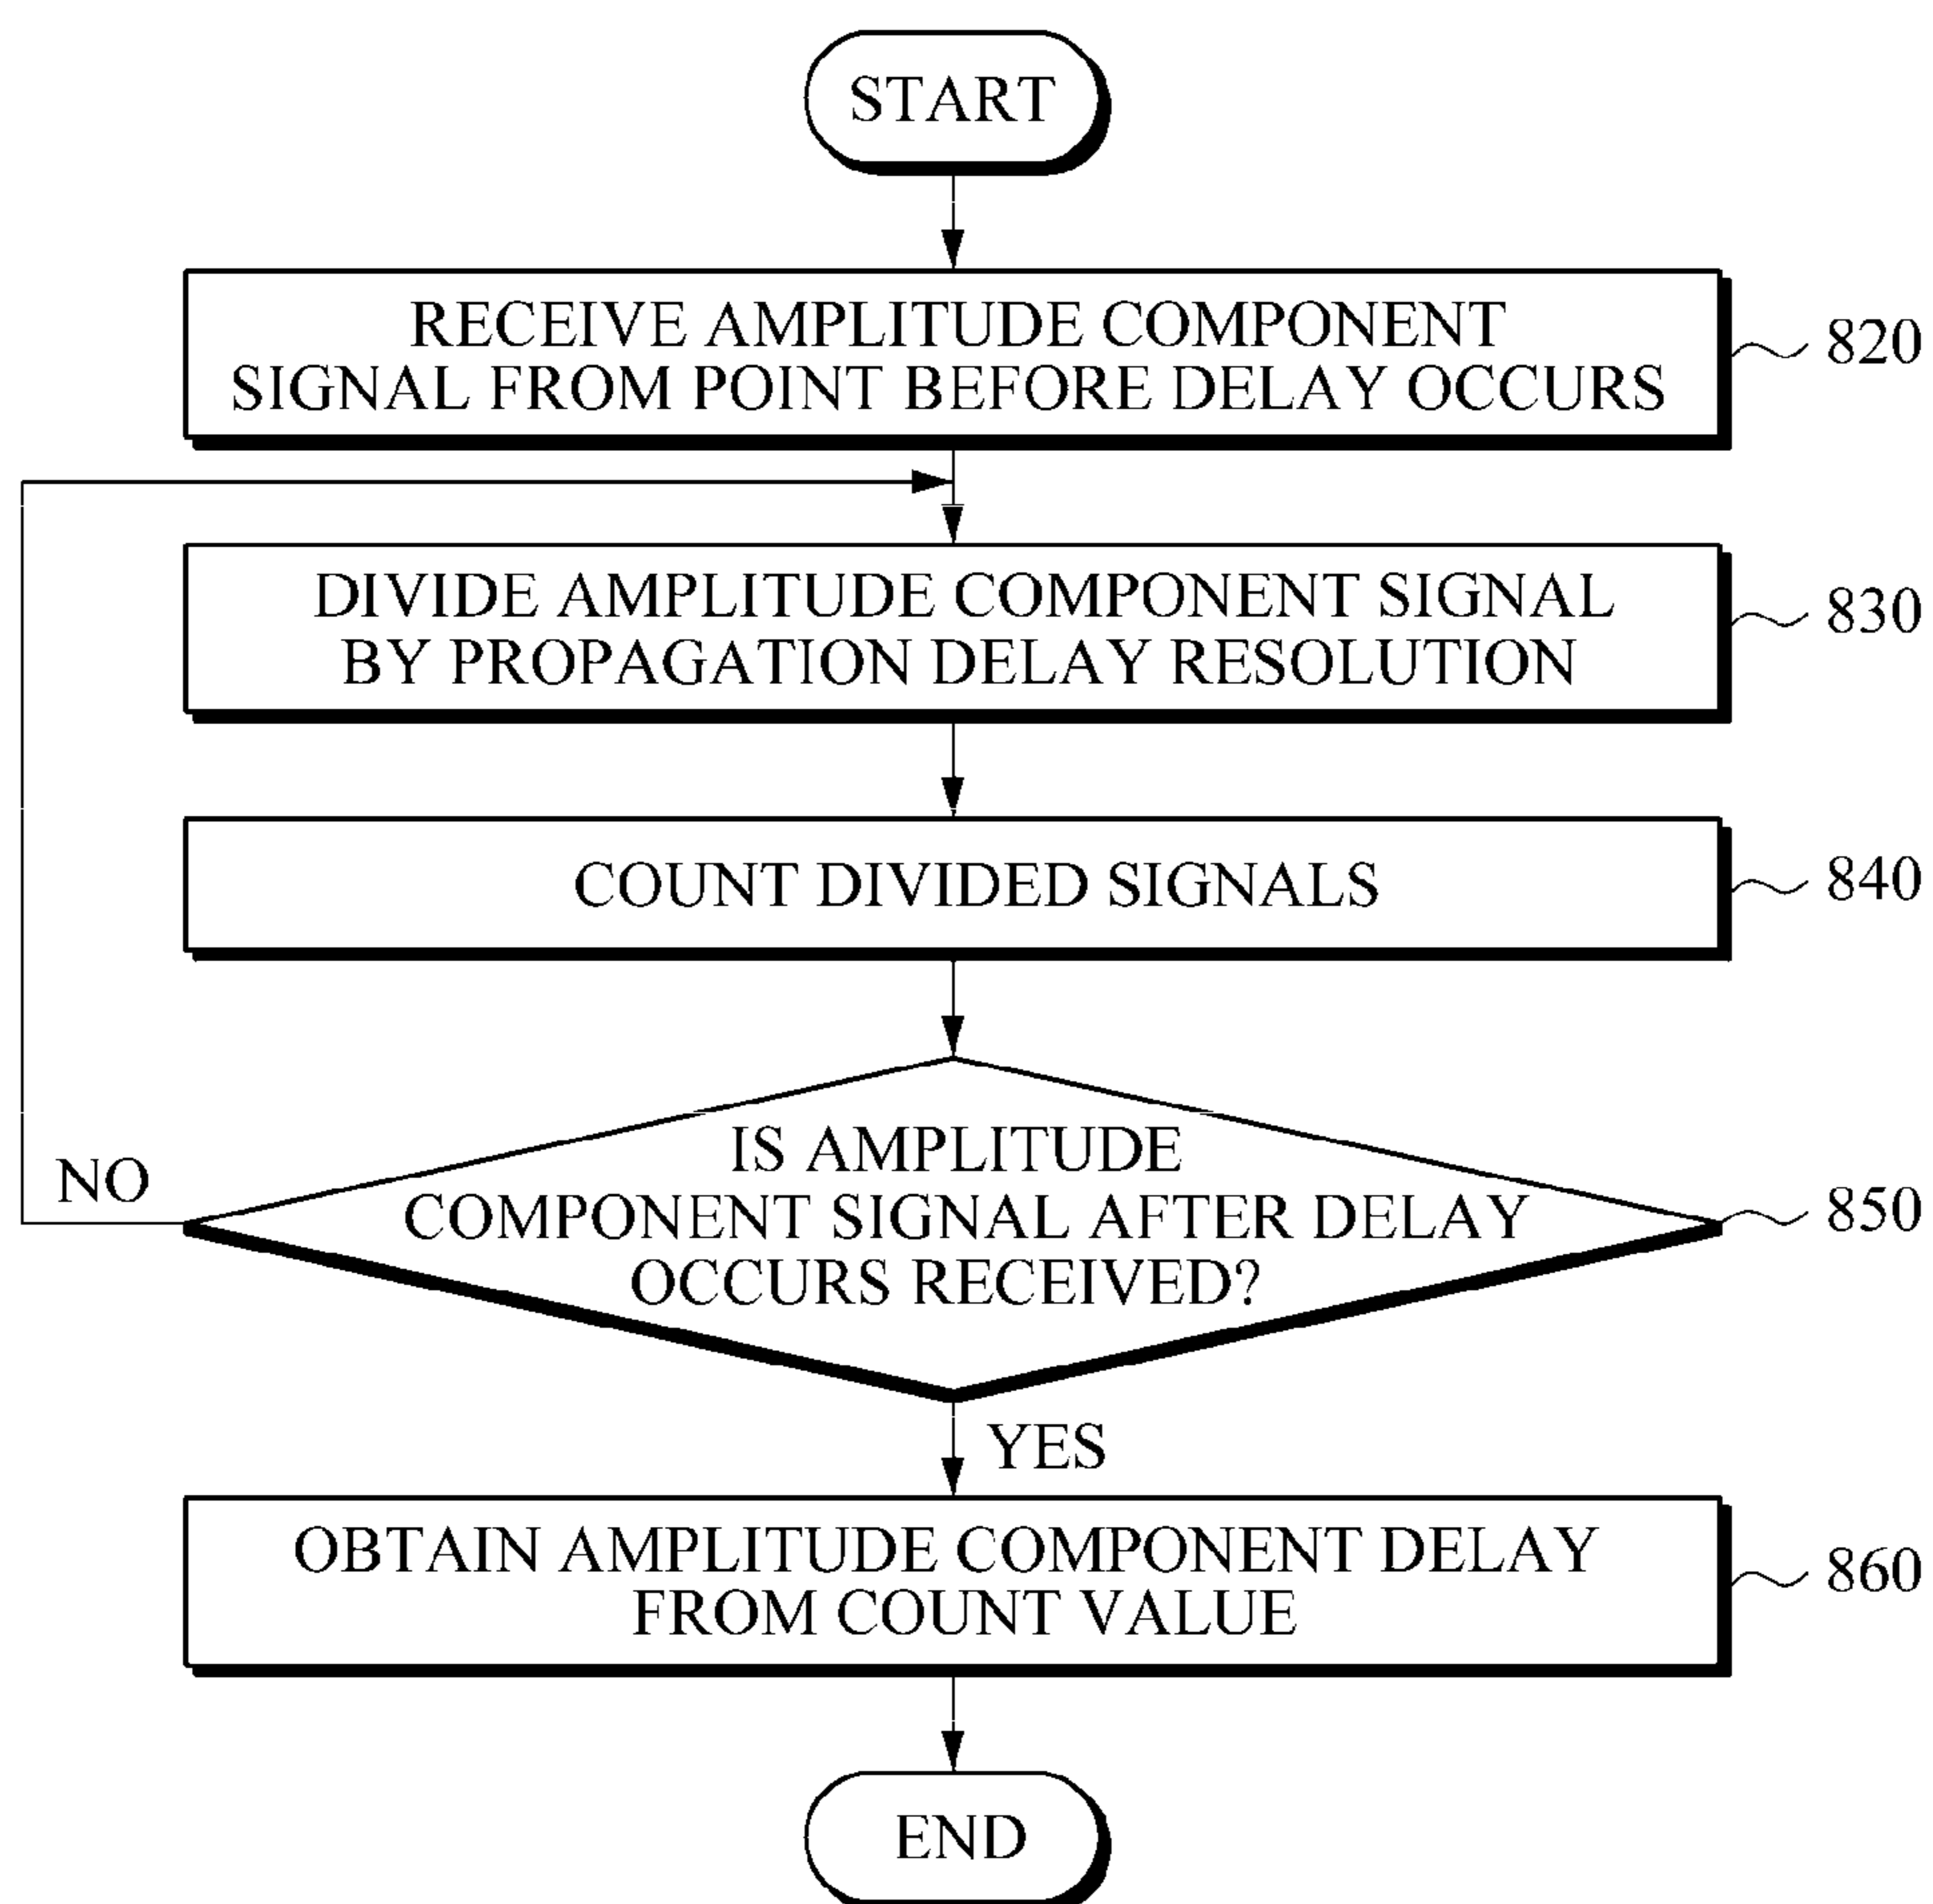 START
RECEIVE AMPLITUDE COMPONENT
SIGNAL FROM POINT BEFORE DELAY OCCURS
820
DIVIDE AMPLITUDE COMPONENT SIGNAL
BY PROPAGATION DELAY RESOLUTION
830
COUNT DIVIDED SIGNALS
840
IS AMPLITUDE
COMPONENT SIGNAL AFTER DELAY
OCCURS RECEIVED?
850
NO
YES
OBTAIN AMPLITUDE COMPONENT DELAY
FROM COUNT VALUE
860
END